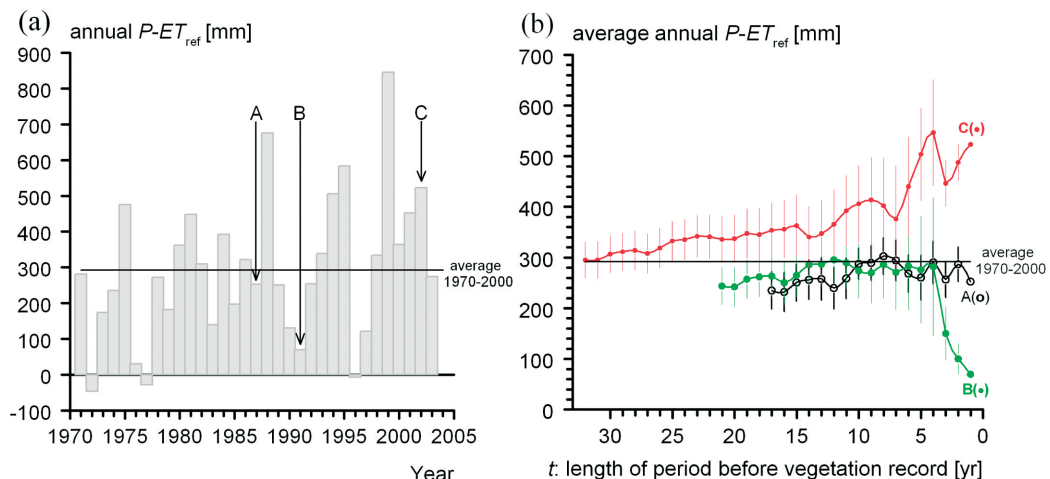 (a)
annual P-ETref [mm]
900
800
700
600
500
400
300
200
100
0
-100
A
B
C
average
1970-2000
1970
1975
1980
1985
1990
1995
2000
2005
Year
(b)
average annual P-ETref [mm]
700
600
500
400
300
200
100
0
C(•)
average
1970-2000
A(o)
B(•)
30
25
20
15
10
5
0
t: length of period before vegetation record [yr]